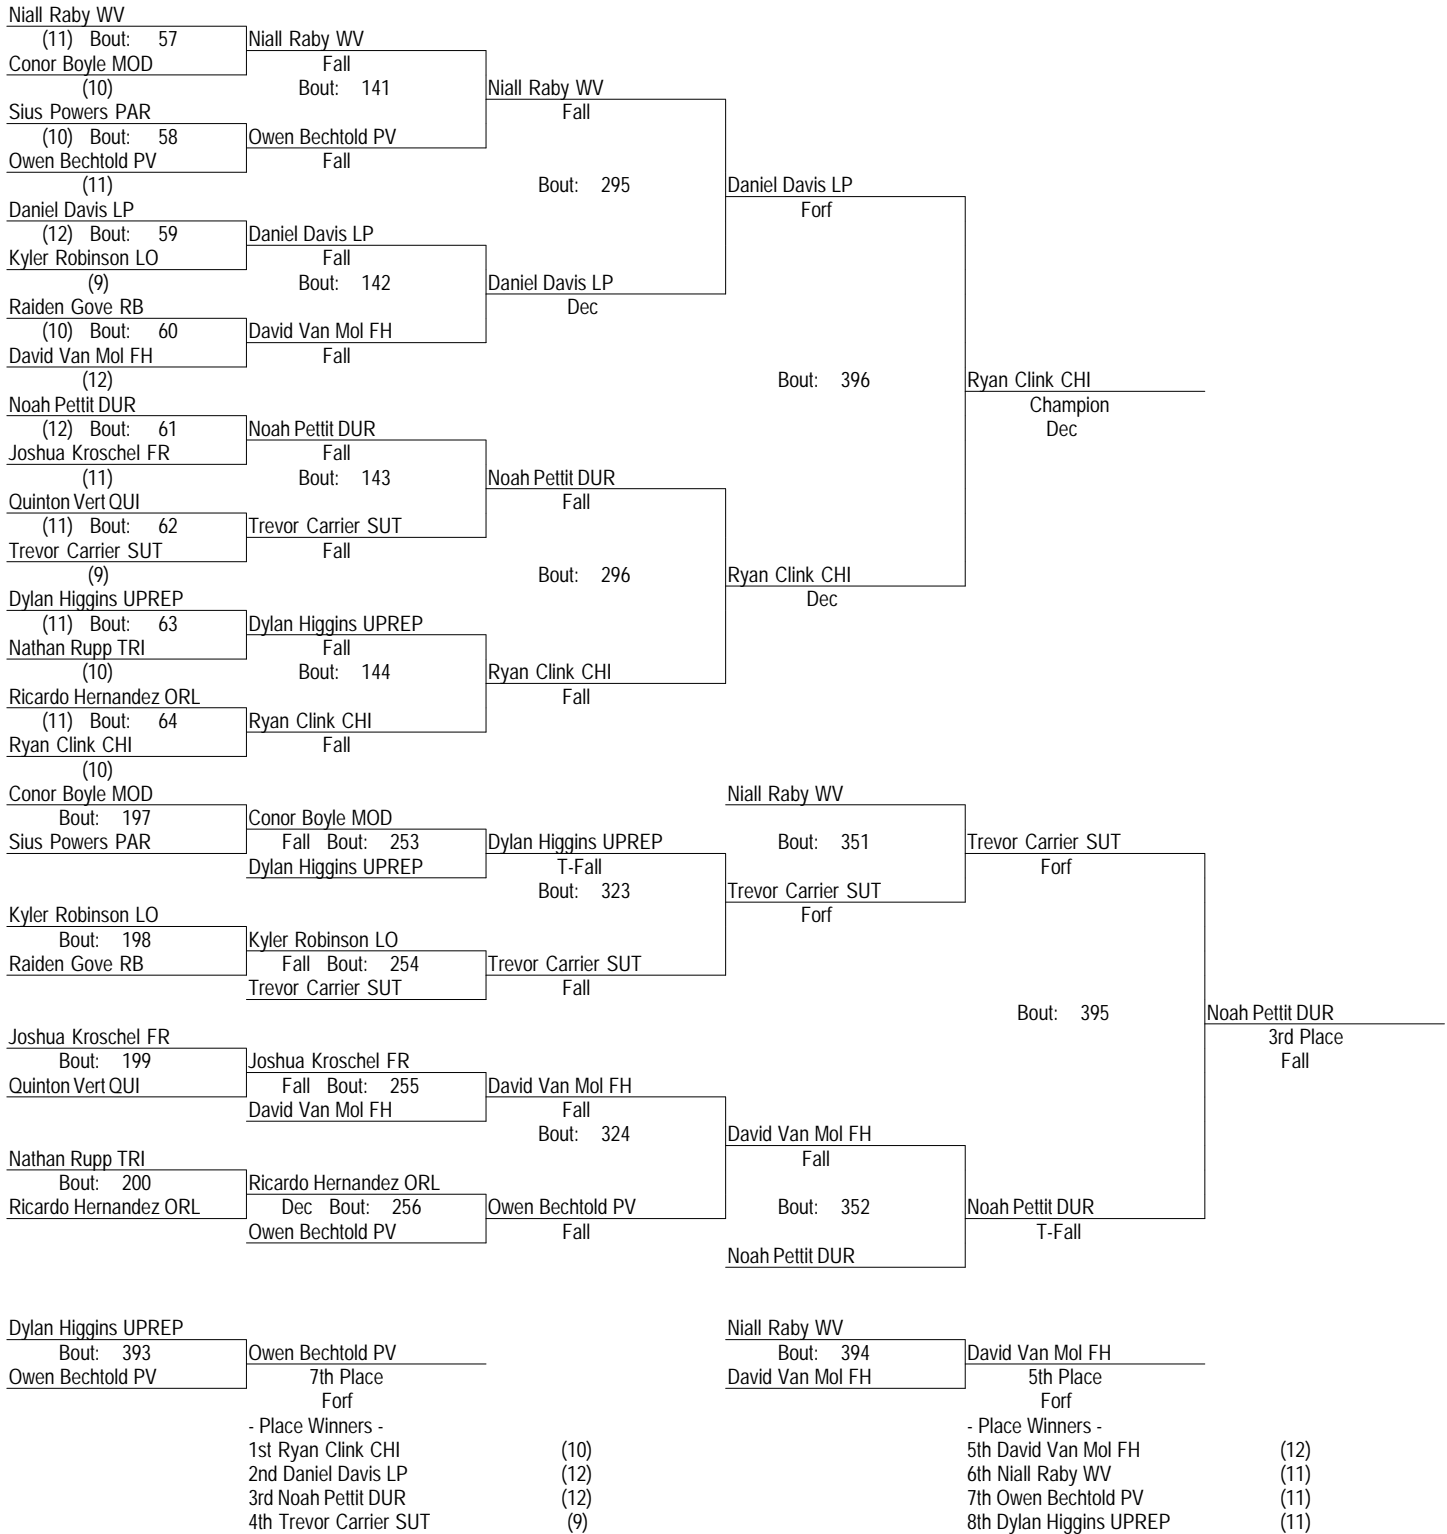 Niall Raby WV
(11) Bout: 57 Niall Raby WV
Conor Boyle MOD Fall
(10) Bout: 141 Niall Raby WV
Sius Powers PAR Fall
(10) Bout: 58 Owen Bechtold PV
Owen Bechtold PV Fall
(11) Bout: 295 Daniel Davis LP
Daniel Davis LP Forf
(12) Bout: 59 Daniel Davis LP
Kyler Robinson LO Fall
(9) Bout: 142 Daniel Davis LP
Raiden Gove RB Dec
(10) Bout: 60 David Van Mol FH
David Van Mol FH Fall
(12) Bout: 396 Ryan Clink CHI
Noah Pettit DUR Champion
(12) Bout: 61 Noah Pettit DUR Dec
Joshua Kroschel FR Fall
(11) Bout: 143 Noah Pettit DUR
Quinton Vert QUI Fall
(11) Bout: 62 Trevor Carrier SUT
Trevor Carrier SUT Fall
(9) Bout: 296 Ryan Clink CHI
Dylan Higgins UPREP Dec
(11) Bout: 63 Dylan Higgins UPREP
Nathan Rupp TRI Fall
(10) Bout: 144 Ryan Clink CHI
Ricardo Hernandez ORL Fall
(11) Bout: 64 Ryan Clink CHI
Ryan Clink CHI Fall
(10)
Conor Boyle MOD Niall Raby WV
Bout: 197 Conor Boyle MOD
Sius Powers PAR Fall Bout: 253 Dylan Higgins UPREP Bout: 351 Trevor Carrier SUT
Dylan Higgins UPREP T-Fall Forf
Bout: 323 Trevor Carrier SUT
Kyler Robinson LO Forf
Bout: 198 Kyler Robinson LO
Raiden Gove RB Fall Bout: 254 Trevor Carrier SUT
Trevor Carrier SUT Fall
Bout: 395 Noah Pettit DUR
Joshua Kroschel FR 3rd Place
Bout: 199 Joshua Kroschel FR Fall
Quinton Vert QUI Fall Bout: 255 David Van Mol FH
David Van Mol FH Fall
Bout: 324 David Van Mol FH
Nathan Rupp TRI Fall
Bout: 200 Ricardo Hernandez ORL
Ricardo Hernandez ORL Dec Bout: 256 Owen Bechtold PV Bout: 352 Noah Pettit DUR
Owen Bechtold PV Fall T-Fall
Noah Pettit DUR
Dylan Higgins UPREP Niall Raby WV
Bout: 393 Owen Bechtold PV Bout: 394 David Van Mol FH
Owen Bechtold PV 7th Place David Van Mol FH 5th Place
Forf Forf
- Place Winners - - Place Winners -
1st Ryan Clink CHI (10) 5th David Van Mol FH (12)
2nd Daniel Davis LP (12) 6th Niall Raby WV (11)
3rd Noah Pettit DUR (12) 7th Owen Bechtold PV (11)
4th Trevor Carrier SUT (9) 8th Dylan Higgins UPREP (11)